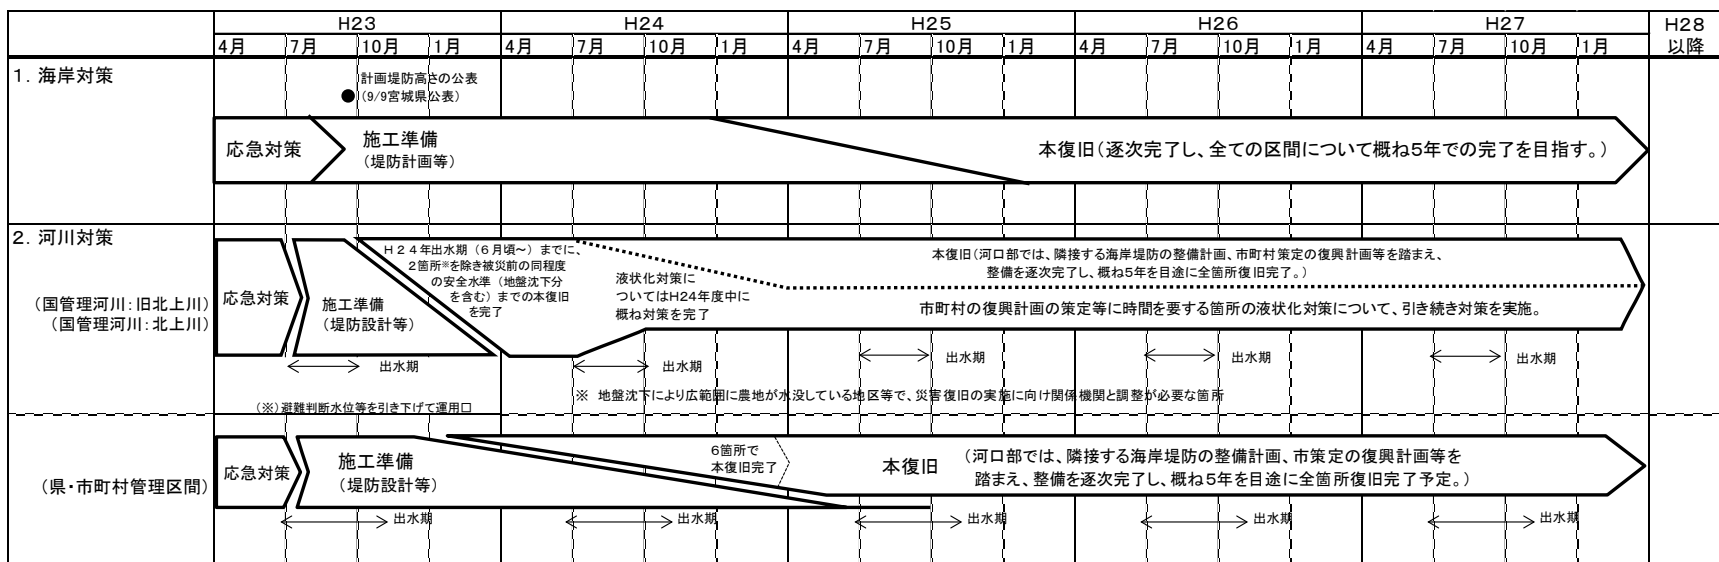 H23 H24 H25 H26 H27 H28
以降
4月 7月 10月 1月 4月 7月 10月 1月 4月 7月 10月 1月 4月 7月 10月 1月 4月 7月 10月 1月
1. 海岸対策
計画堤防高さの公表
(9/9宮城県公表)
応急対策
施工準備
(堤防計画等)
本復旧(逐次完了し、全ての区間について概ね5年での完了を目指す。)
2. 河川対策
(国管理河川:旧北上川)
(国管理河川:北上川)
応急対策
施工準備
(堤防設計等)
H24年出水期(6月頃~)までに、
2箇所※を除き被災前の同程度
の安全水準(地盤沈下分
を含む)までの本復旧
を完了
液状化対策に
ついてはH24年度中に
概ね対策を完了
本復旧(河口部では、隣接する海岸堤防の整備計画、市町村策定の復興計画等を踏まえ、
整備を逐次完了し、概ね5年を目途に全箇所復旧完了。)
市町村の復興計画の策定等に時間を要する箇所の液状化対策について、引き続き対策を実施。
出水期 出水期 出水期 出水期 出水期
※ 地盤沈下により広範囲に農地が水没している地区等で、災害復旧の実施に向け関係機関と調整が必要な箇所
(※)避難判断水位等を引き下げて運用口
(県・市町村管理区間)
応急対策
施工準備
(堤防設計等)
6箇所で
本復旧完了
本復旧 (河口部では、隣接する海岸堤防の整備計画、市策定の復興計画等を
踏まえ、整備を逐次完了し、概ね5年を目途に全箇所復旧完了予定。)
出水期 出水期 出水期 出水期 出水期